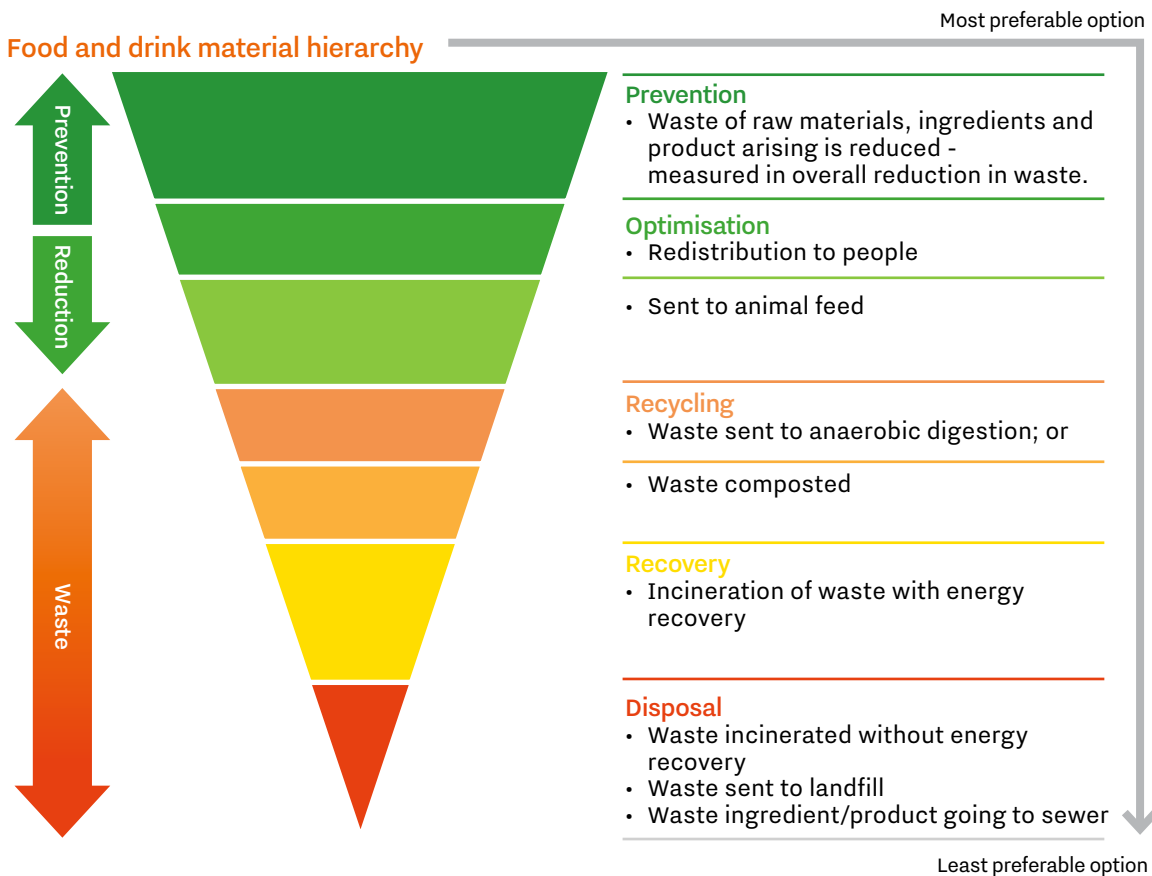 Most preferable option
Food and drink material hierarchy
Prevention
Reduction
Waste
Prevention
• Waste of raw materials, ingredients and
product arising is reduced -
measured in overall reduction in waste.
Optimisation
• Redistribution to people
• Sent to animal feed
Recycling
• Waste sent to anaerobic digestion; or
• Waste composted
Recovery
• Incineration of waste with energy
recovery
Disposal
• Waste incinerated without energy
recovery
• Waste sent to landfill
• Waste ingredient/product going to sewer
Least preferable option